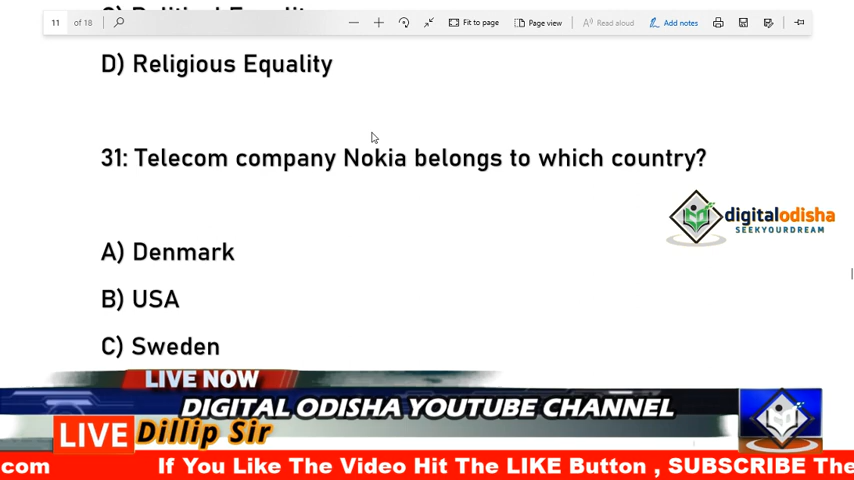 11 of 18 Fit to page Page view Read aloud Add notes
D) Religious Equality
31: Telecom company Nokia belongs to which country?
digitalodisha
SEEKYOURDREAM
A) Denmark
B) USA
C) Sweden
LIVE NOW
DIGITAL ODISHA YOUTUBE CHANNEL
LIVE Dillip Sir
com If You Like The Video Hit The LIKE Button , SUBSCRIBE The